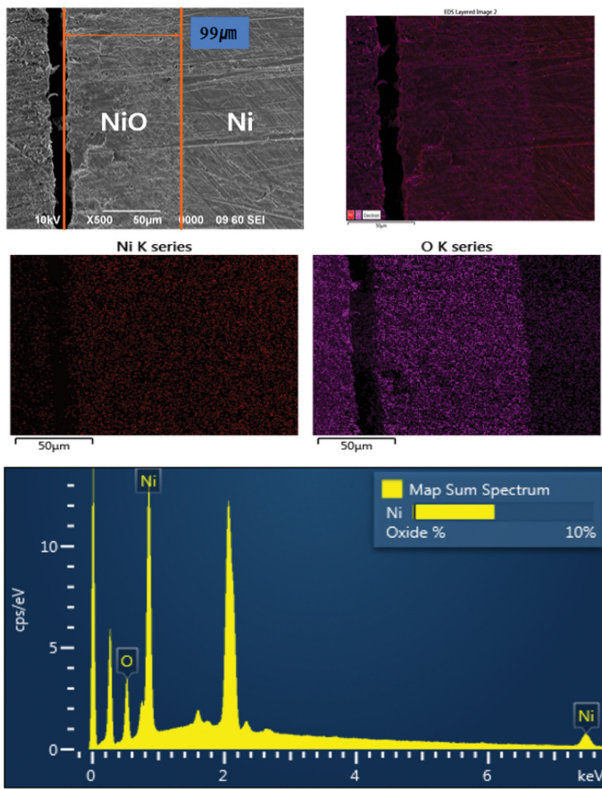 99μm
NiO
Ni
10kV X500 50μm 0000 09 60 SEI
EDS Layered Image 2
Electron
50μm
Ni K series
O K series
50μm
50μm
Map Sum Spectrum
Ni
Oxide % 10%
Ni
O
Ni
cps/eV
10
5
0
0 2 4 6 keV